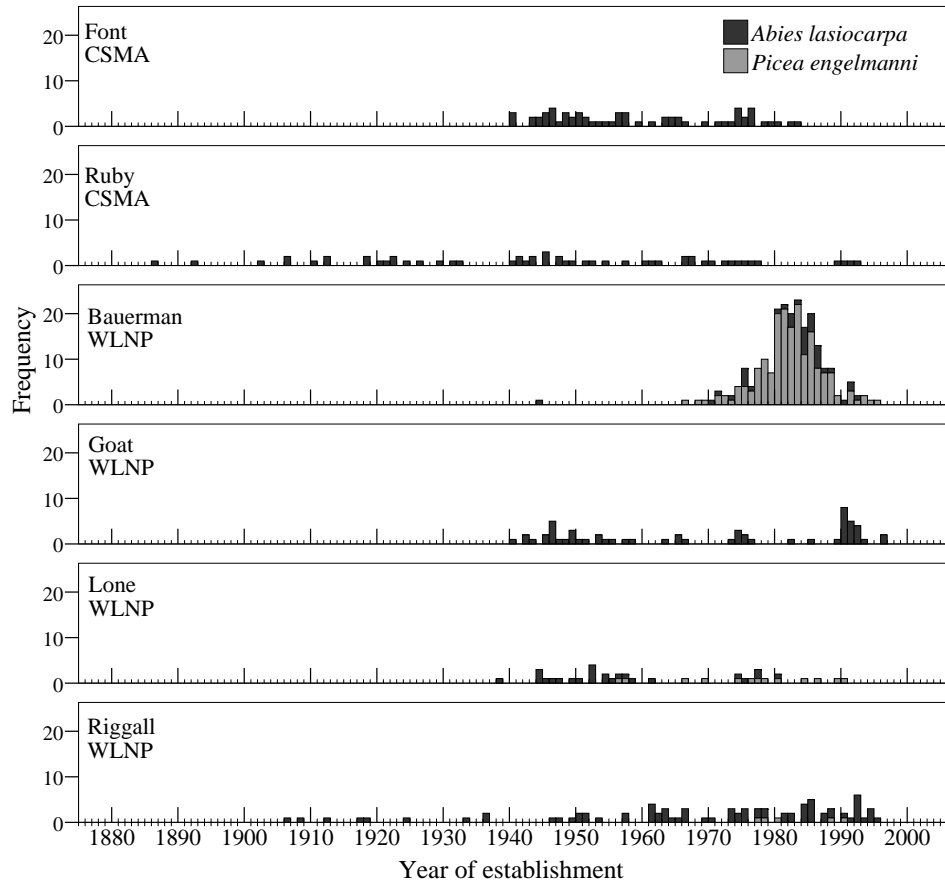 Font
CSMA
Abies lasiocarpa
Picea engelmanni
20
10
0
Ruby
CSMA
20
10
0
Bauerman
WLNP
20
10
0
Frequency
Goat
WLNP
20
10
0
Lone
WLNP
20
10
0
Riggall
WLNP
20
10
0
1880 1890 1900 1910 1920 1930 1940 1950 1960 1970 1980 1990 2000
Year of establishment